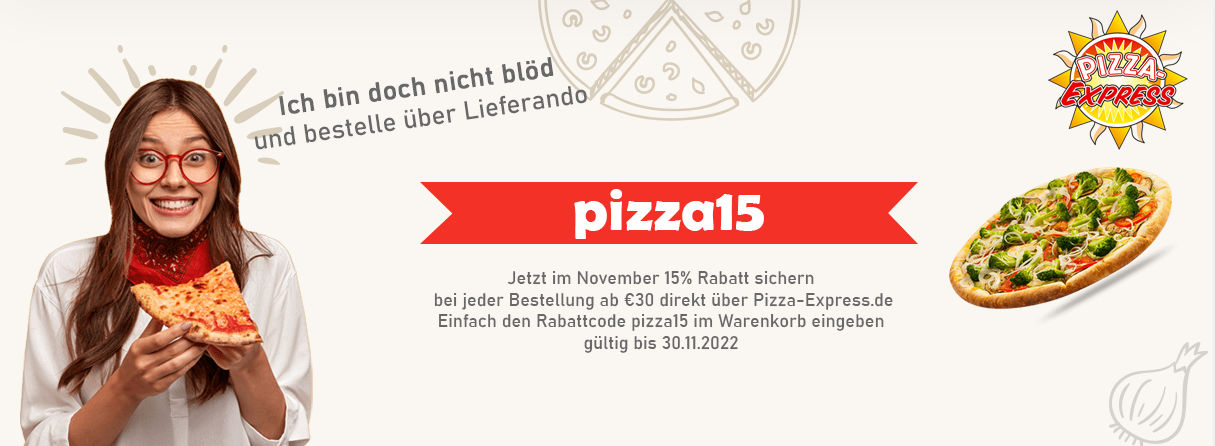 Ich bin doch nicht blöd
und bestelle über Lieferando
PIZZA-
EXPRESS
pizza15
Jetzt im November 15% Rabatt sichern
bei jeder Bestellung ab €30 direkt über Pizza-Express.de
Einfach den Rabattcode pizza15 im Warenkorb eingeben
gültig bis 30.11.2022